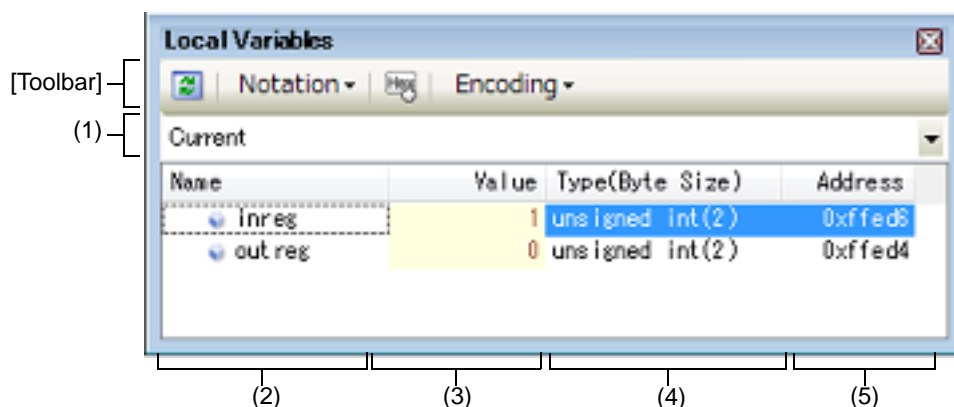 Local Variables
[Toolbar]
Notation
Hex
Encoding
(1)
Current
Name Value Type(Byte Size) Address
inreg 1 unsigned int(2) 0xffed6
outreg 0 unsigned int(2) 0xffed4
(2) (3) (4) (5)